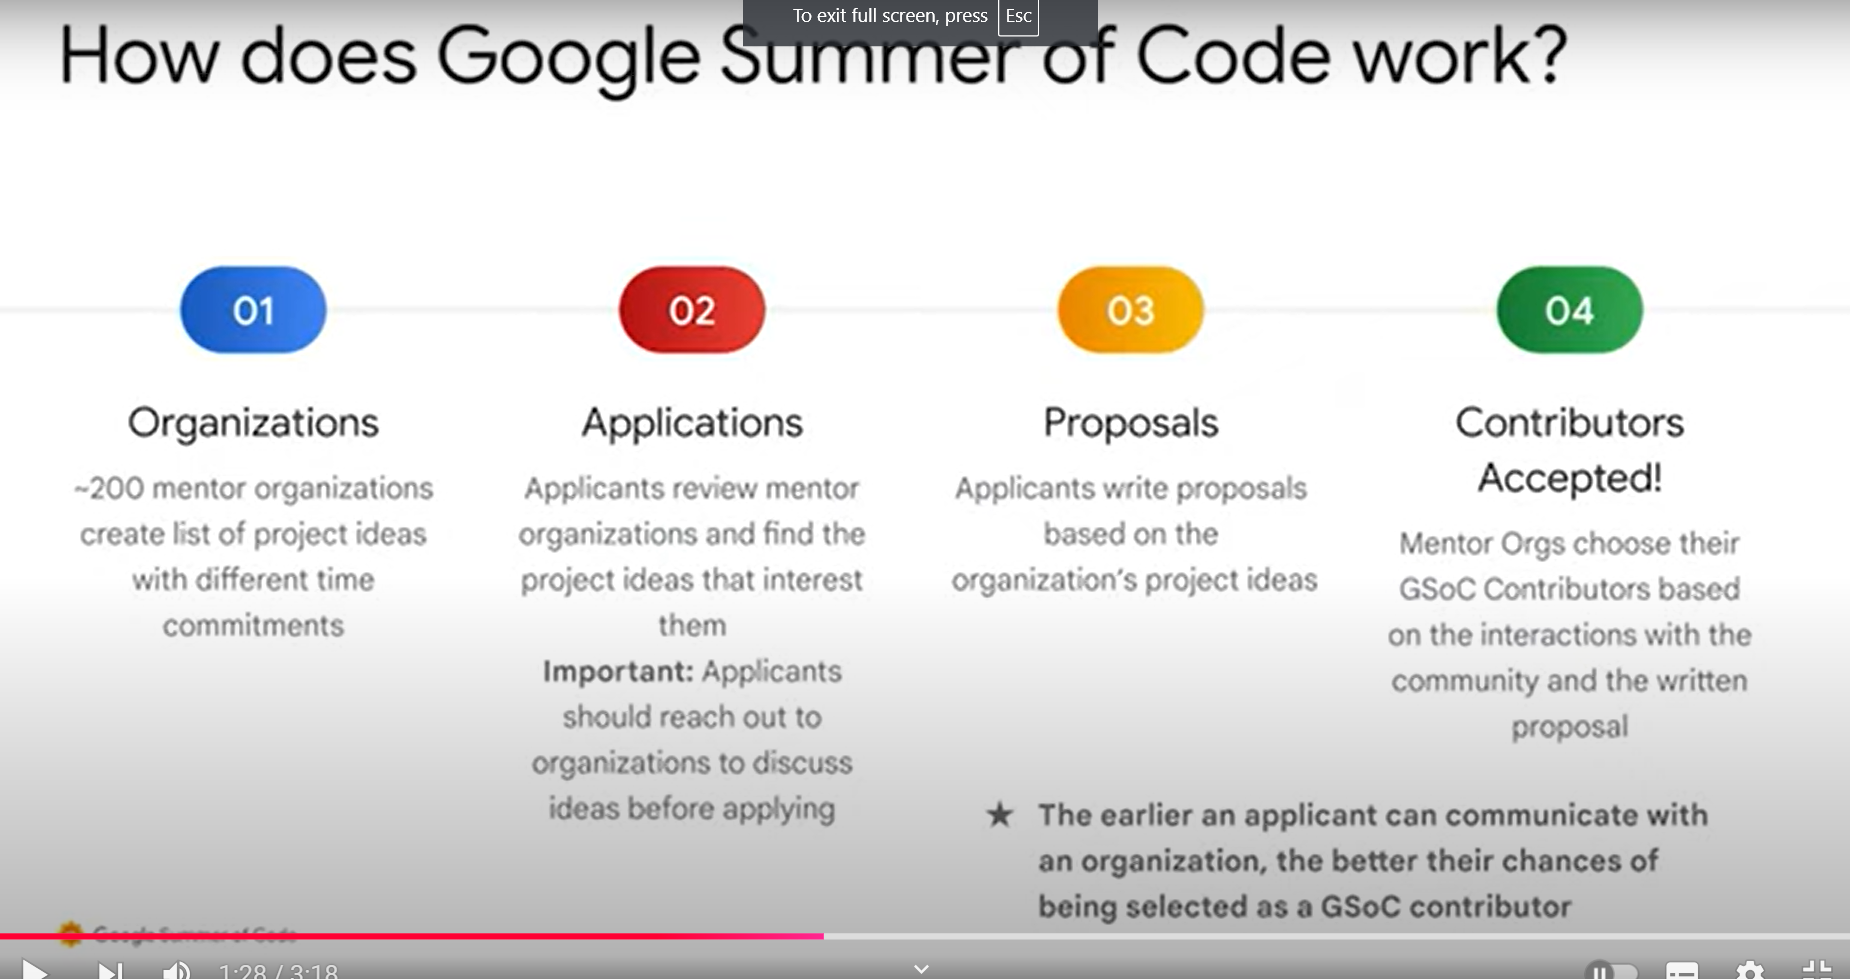 To exit full screen, press Esc
How does Google Summer of Code work?
01
Organizations
~200 mentor organizations
create list of project ideas
with different time
commitments
02
Applications
Applicants review mentor
organizations and find the
project ideas that interest
them
Important: Applicants
should reach out to
organizations to discuss
ideas before applying
03
Proposals
Applicants write proposals
based on the
organization's project ideas
04
Contributors
Accepted!
Mentor Orgs choose their
GSoC Contributors based
on the interactions with the
community and the written
proposal
★ The earlier an applicant can communicate with
an organization, the better their chances of
being selected as a GSoC contributor
Google Summer of Code
1:28 / 3:18